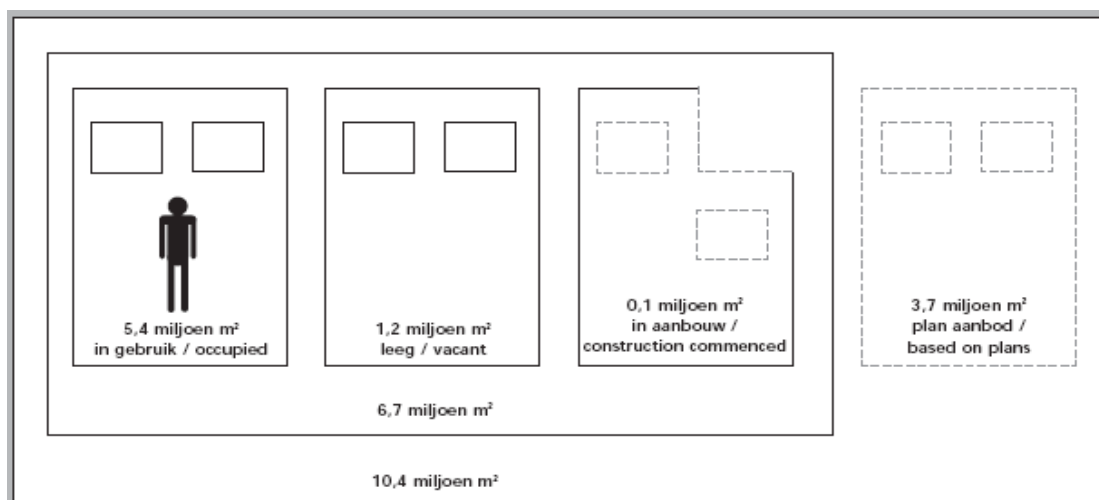 5,4 miljoen m²
in gebruik / occupied
1,2 miljoen m²
leeg / vacant
0,1 miljoen m²
in aanbouw /
construction commenced
3,7 miljoen m²
plan aanbod /
based on plans
6,7 miljoen m²
10,4 miljoen m²